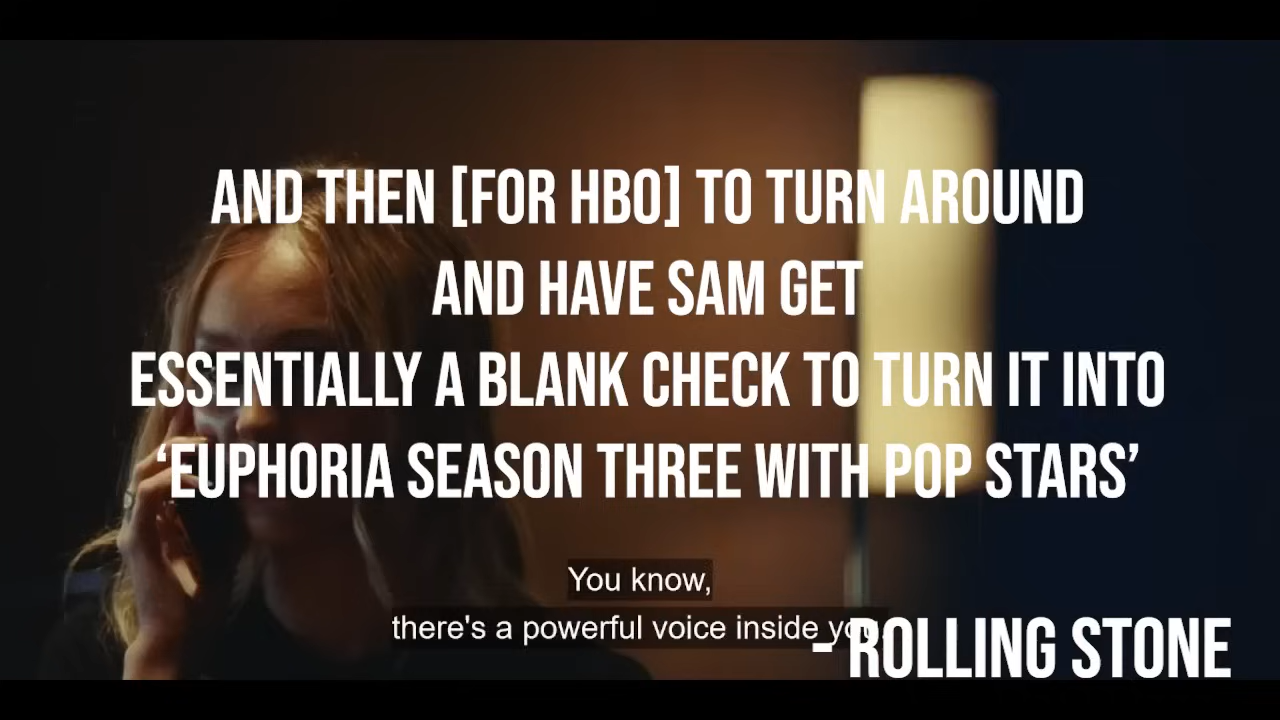 AND THEN [FOR HBO] TO TURN AROUND
AND HAVE SAM GET
ESSENTIALLY A BLANK CHECK TO TURN IT INTO
‘EUPHORIA SEASON THREE WITH POP STARS’
You know,
there's a powerful voice inside you.
- ROLLING STONE